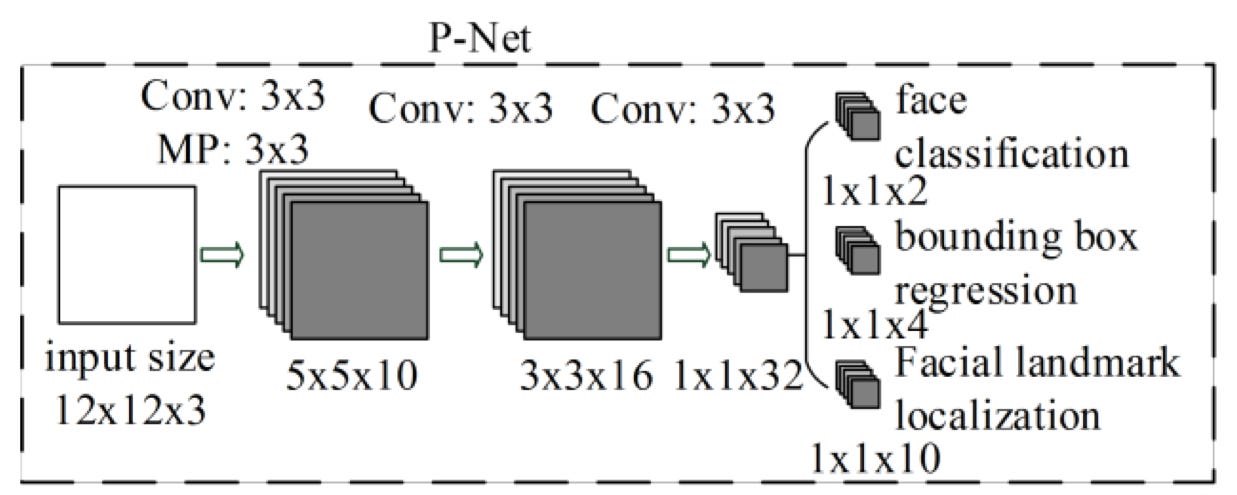 P-Net
Conv: 3x3
MP: 3x3
Conv: 3x3
Conv: 3x3
input size
12x12x3
5x5x10
3x3x16
1x1x32
face
classification
1x1x2
bounding box
regression
1x1x4
Facial landmark
localization
1x1x10